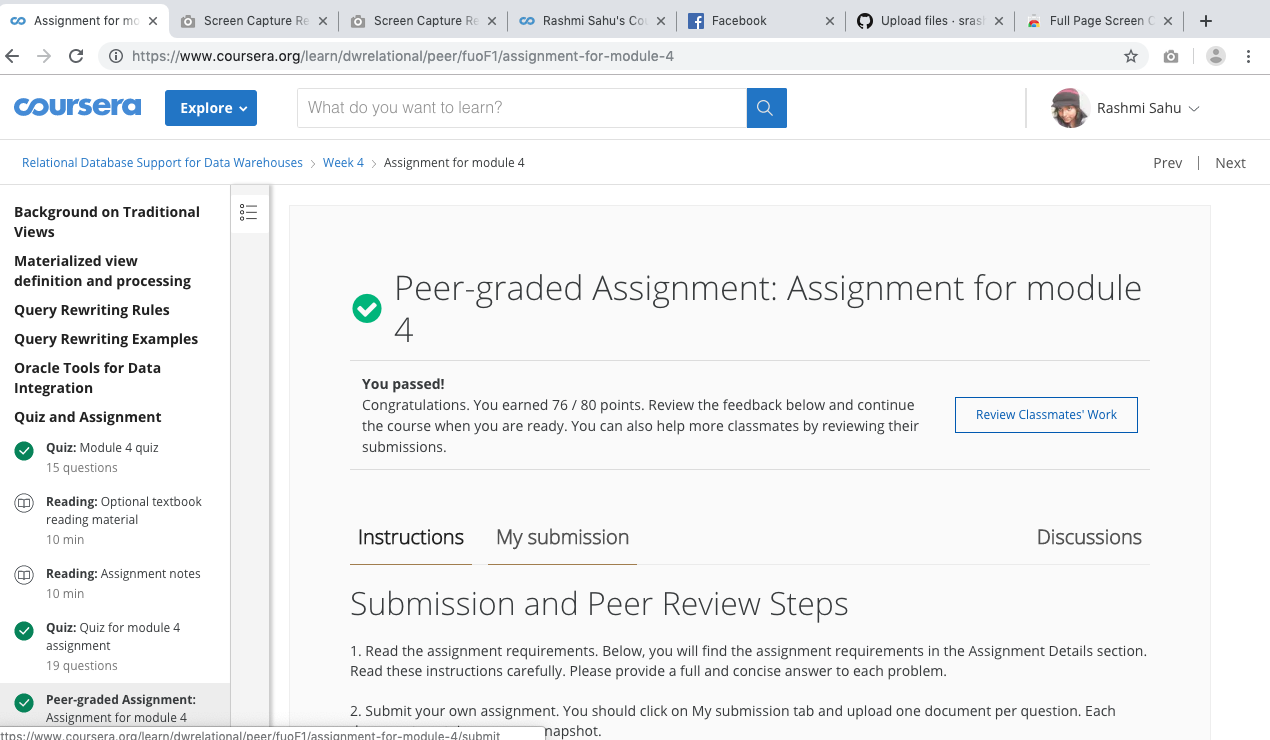 Assignment for mo
Screen Capture Re
Screen Capture Re
Rashmi Sahu's Co
Facebook
Upload files · sras
Full Page Screen C
https://www.coursera.org/learn/dwrelational/peer/fuoF1/assignment-for-module-4
coursera
Explore
What do you want to learn?
Rashmi Sahu
Relational Database Support for Data Warehouses > Week 4 > Assignment for module 4
Prev | Next
Background on Traditional
Views
Materialized view
definition and processing
Query Rewriting Rules
Query Rewriting Examples
Oracle Tools for Data
Integration
Quiz and Assignment
Quiz: Module 4 quiz
15 questions
Reading: Optional textbook
reading material
10 min
Reading: Assignment notes
10 min
Quiz: Quiz for module 4
assignment
19 questions
Peer-graded Assignment:
Assignment for module 4
Peer-graded Assignment: Assignment for module
4
You passed!
Congratulations. You earned 76 / 80 points. Review the feedback below and continue
the course when you are ready. You can also help more classmates by reviewing their
submissions.
Review Classmates' Work
Instructions
My submission
Discussions
Submission and Peer Review Steps
1. Read the assignment requirements. Below, you will find the assignment requirements in the Assignment Details section.
Read these instructions carefully. Please provide a full and concise answer to each problem.
2. Submit your own assignment. You should click on My submission tab and upload one document per question. Each
napshot.
ttps://www.coursera.org/learn/dwrelational/peer/fuoF1/assignment-for-module-4/submit